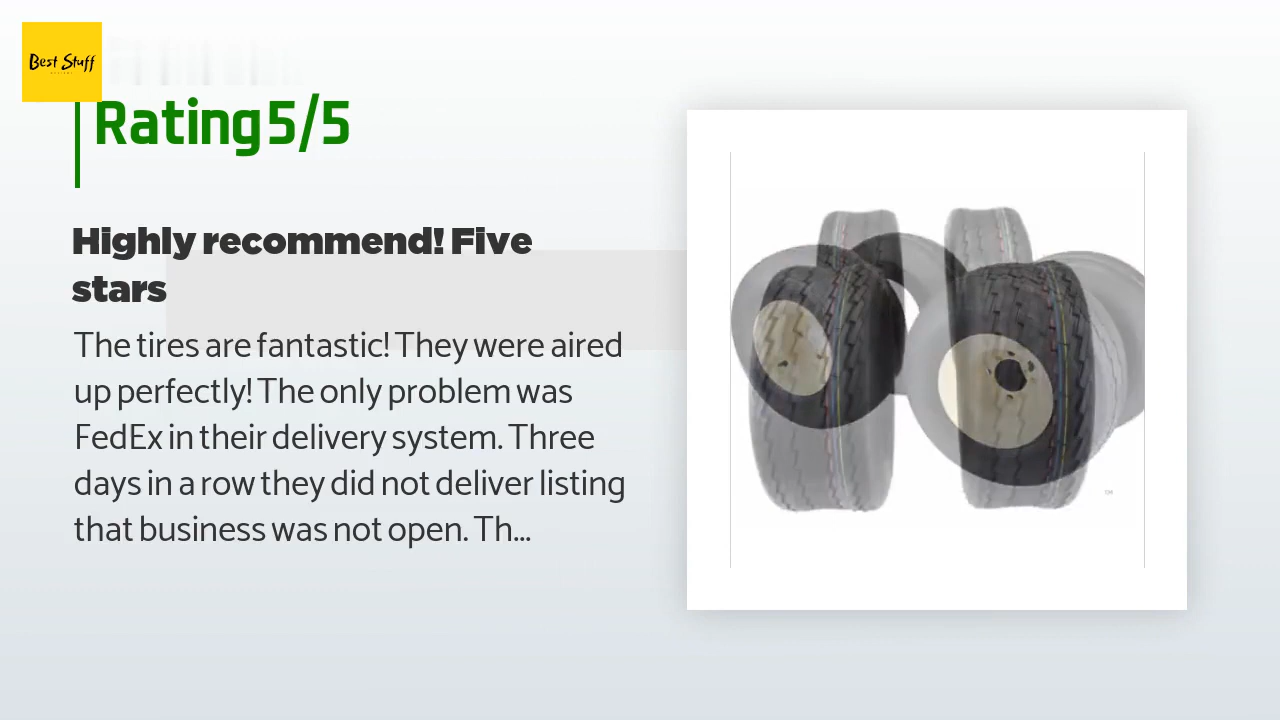 Best Stuff
Rating 5/5
Highly recommend! Five
stars
The tires are fantastic! They were aired
up perfectly! The only problem was
FedEx in their delivery system. Three
days in a row they did not deliver listing
that business was not open. Th...